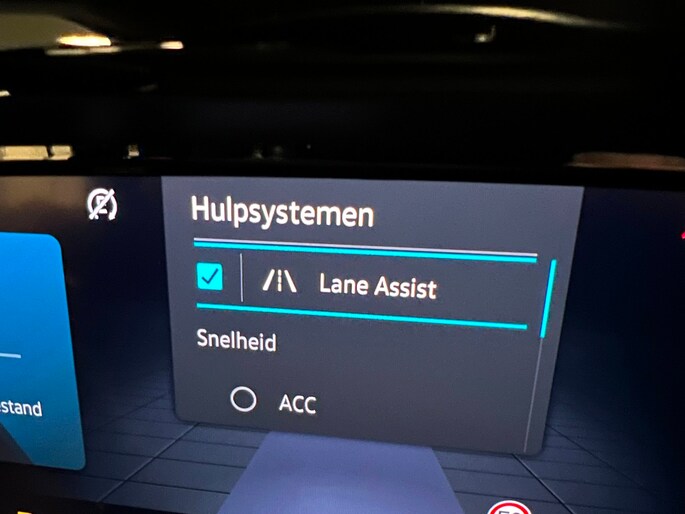 Hulpsystemen
Lane Assist
Snelheid
ACC
stand